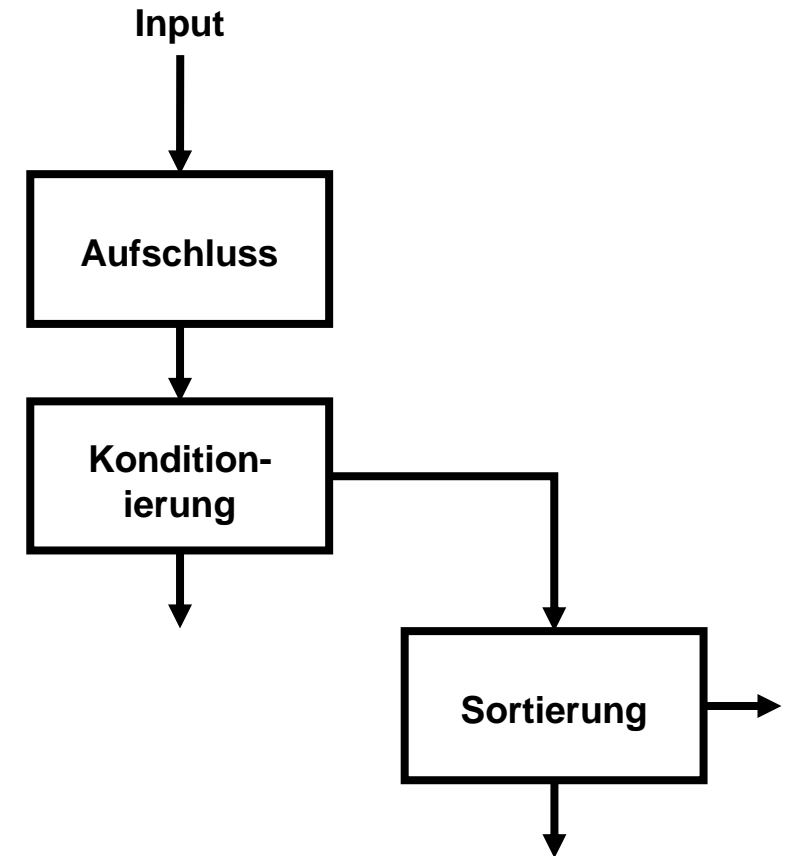 Input
Aufschluss
Kondition-
ierung
Sortierung